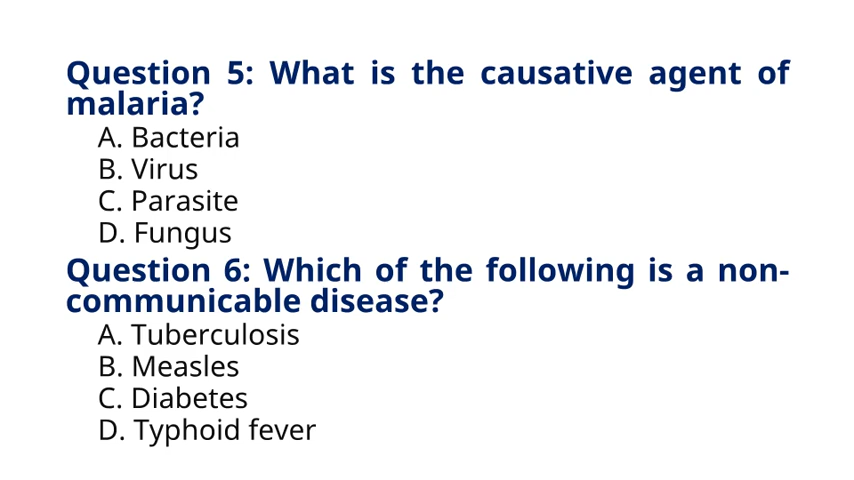 Question 5: What is the causative agent of
malaria?
A. Bacteria
B. Virus
C. Parasite
D. Fungus
Question 6: Which of the following is a non-
communicable disease?
A. Tuberculosis
B. Measles
C. Diabetes
D. Typhoid fever